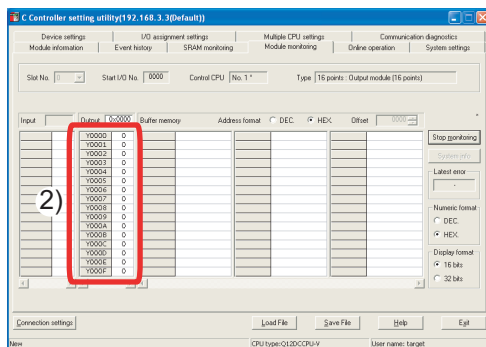 C Controller setting utility(192.168.3.3(Default))
Device settings I/O assignment settings Multiple CPU settings Communication diagnostics
Module information Event history SRAM monitoring Module monitoring Online operation System settings
Slot No. 0 Start I/O No. 0000 Control CPU No. 1 * Type 16 points : Output module (16 points)
Input Output 0x0000 Buffer memory Address format DEC. HEX. Offset 0000
Y0000 0
Y0001 0
Y0002 0
Y0003 0
Y0004 0
Y0005 0
Y0006 0
Y0007 0
Y0008 0
Y0009 0
Y000A 0
Y000B 0
Y000C 0
Y000D 0
Y000E 0
Y000F 0
2)
Stop monitoring
System info
Latest error
-
Numeric format
DEC.
HEX.
Display format
16 bits
32 bits
Connection settings Load File Save File Help Exit
New CPU type:Q12DCCPU-V User name: target